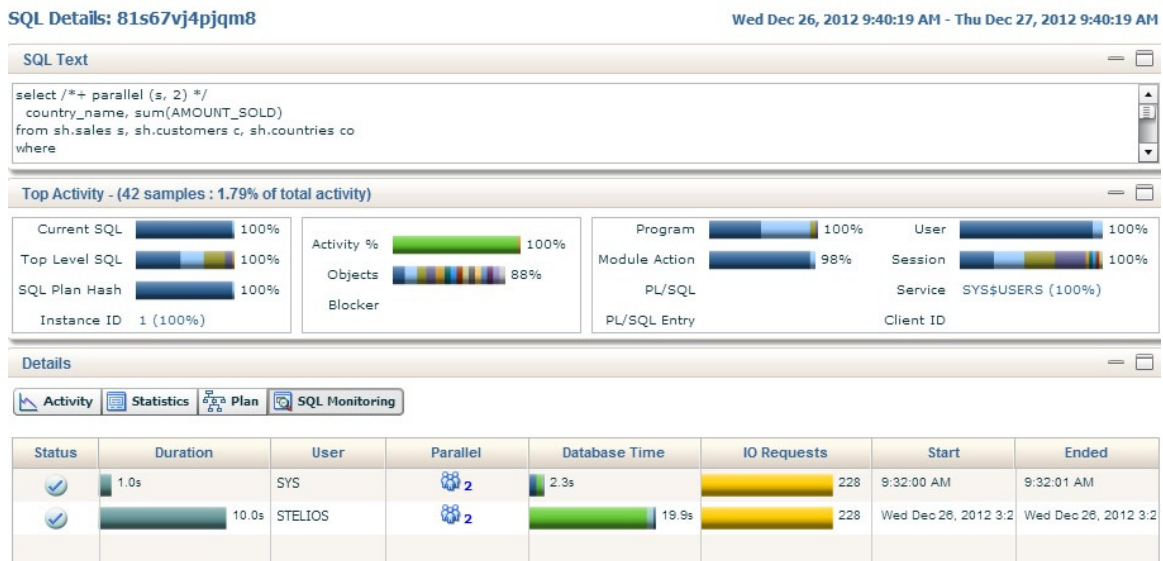 SQL Details: 81s67vj4pjqm8
Wed Dec 26, 2012 9:40:19 AM - Thu Dec 27, 2012 9:40:19 AM
SQL Text
select /*+ parallel (s, 2) */
country_name, sum(AMOUNT_SOLD)
from sh.sales s, sh.customers c, sh.countries co
where
Top Activity - (42 samples : 1.79% of total activity)
Current SQL 100%
Top Level SQL 100%
SQL Plan Hash 100%
Instance ID 1 (100%)
Activity % 100%
Objects 88%
Blocker
Program 100%
Module Action 98%
PL/SQL
PL/SQL Entry
User 100%
Session 100%
Service SYS$USERS (100%)
Client ID
Details
Activity Statistics Plan SQL Monitoring
Status Duration User Parallel Database Time IO Requests Start Ended
1.0s SYS 2 2.3s 228 9:32:00 AM 9:32:01 AM
10.0s STELIOS 2 19.9s 228 Wed Dec 26, 2012 3:2 Wed Dec 26, 2012 3:2